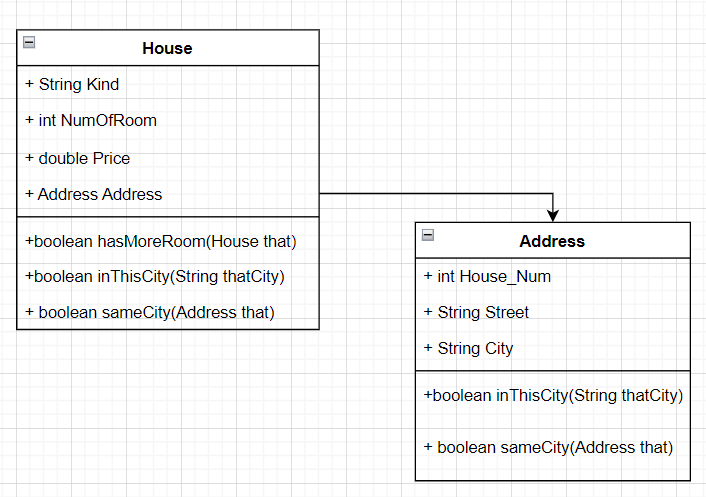 House
+ String Kind
+ int NumOfRoom
+ double Price
+ Address Address
+boolean hasMoreRoom(House that)
+boolean inThisCity(String thatCity)
+ boolean sameCity(Address that)
Address
+ int House_Num
+ String Street
+ String City
+boolean inThisCity(String thatCity)
+ boolean sameCity(Address that)